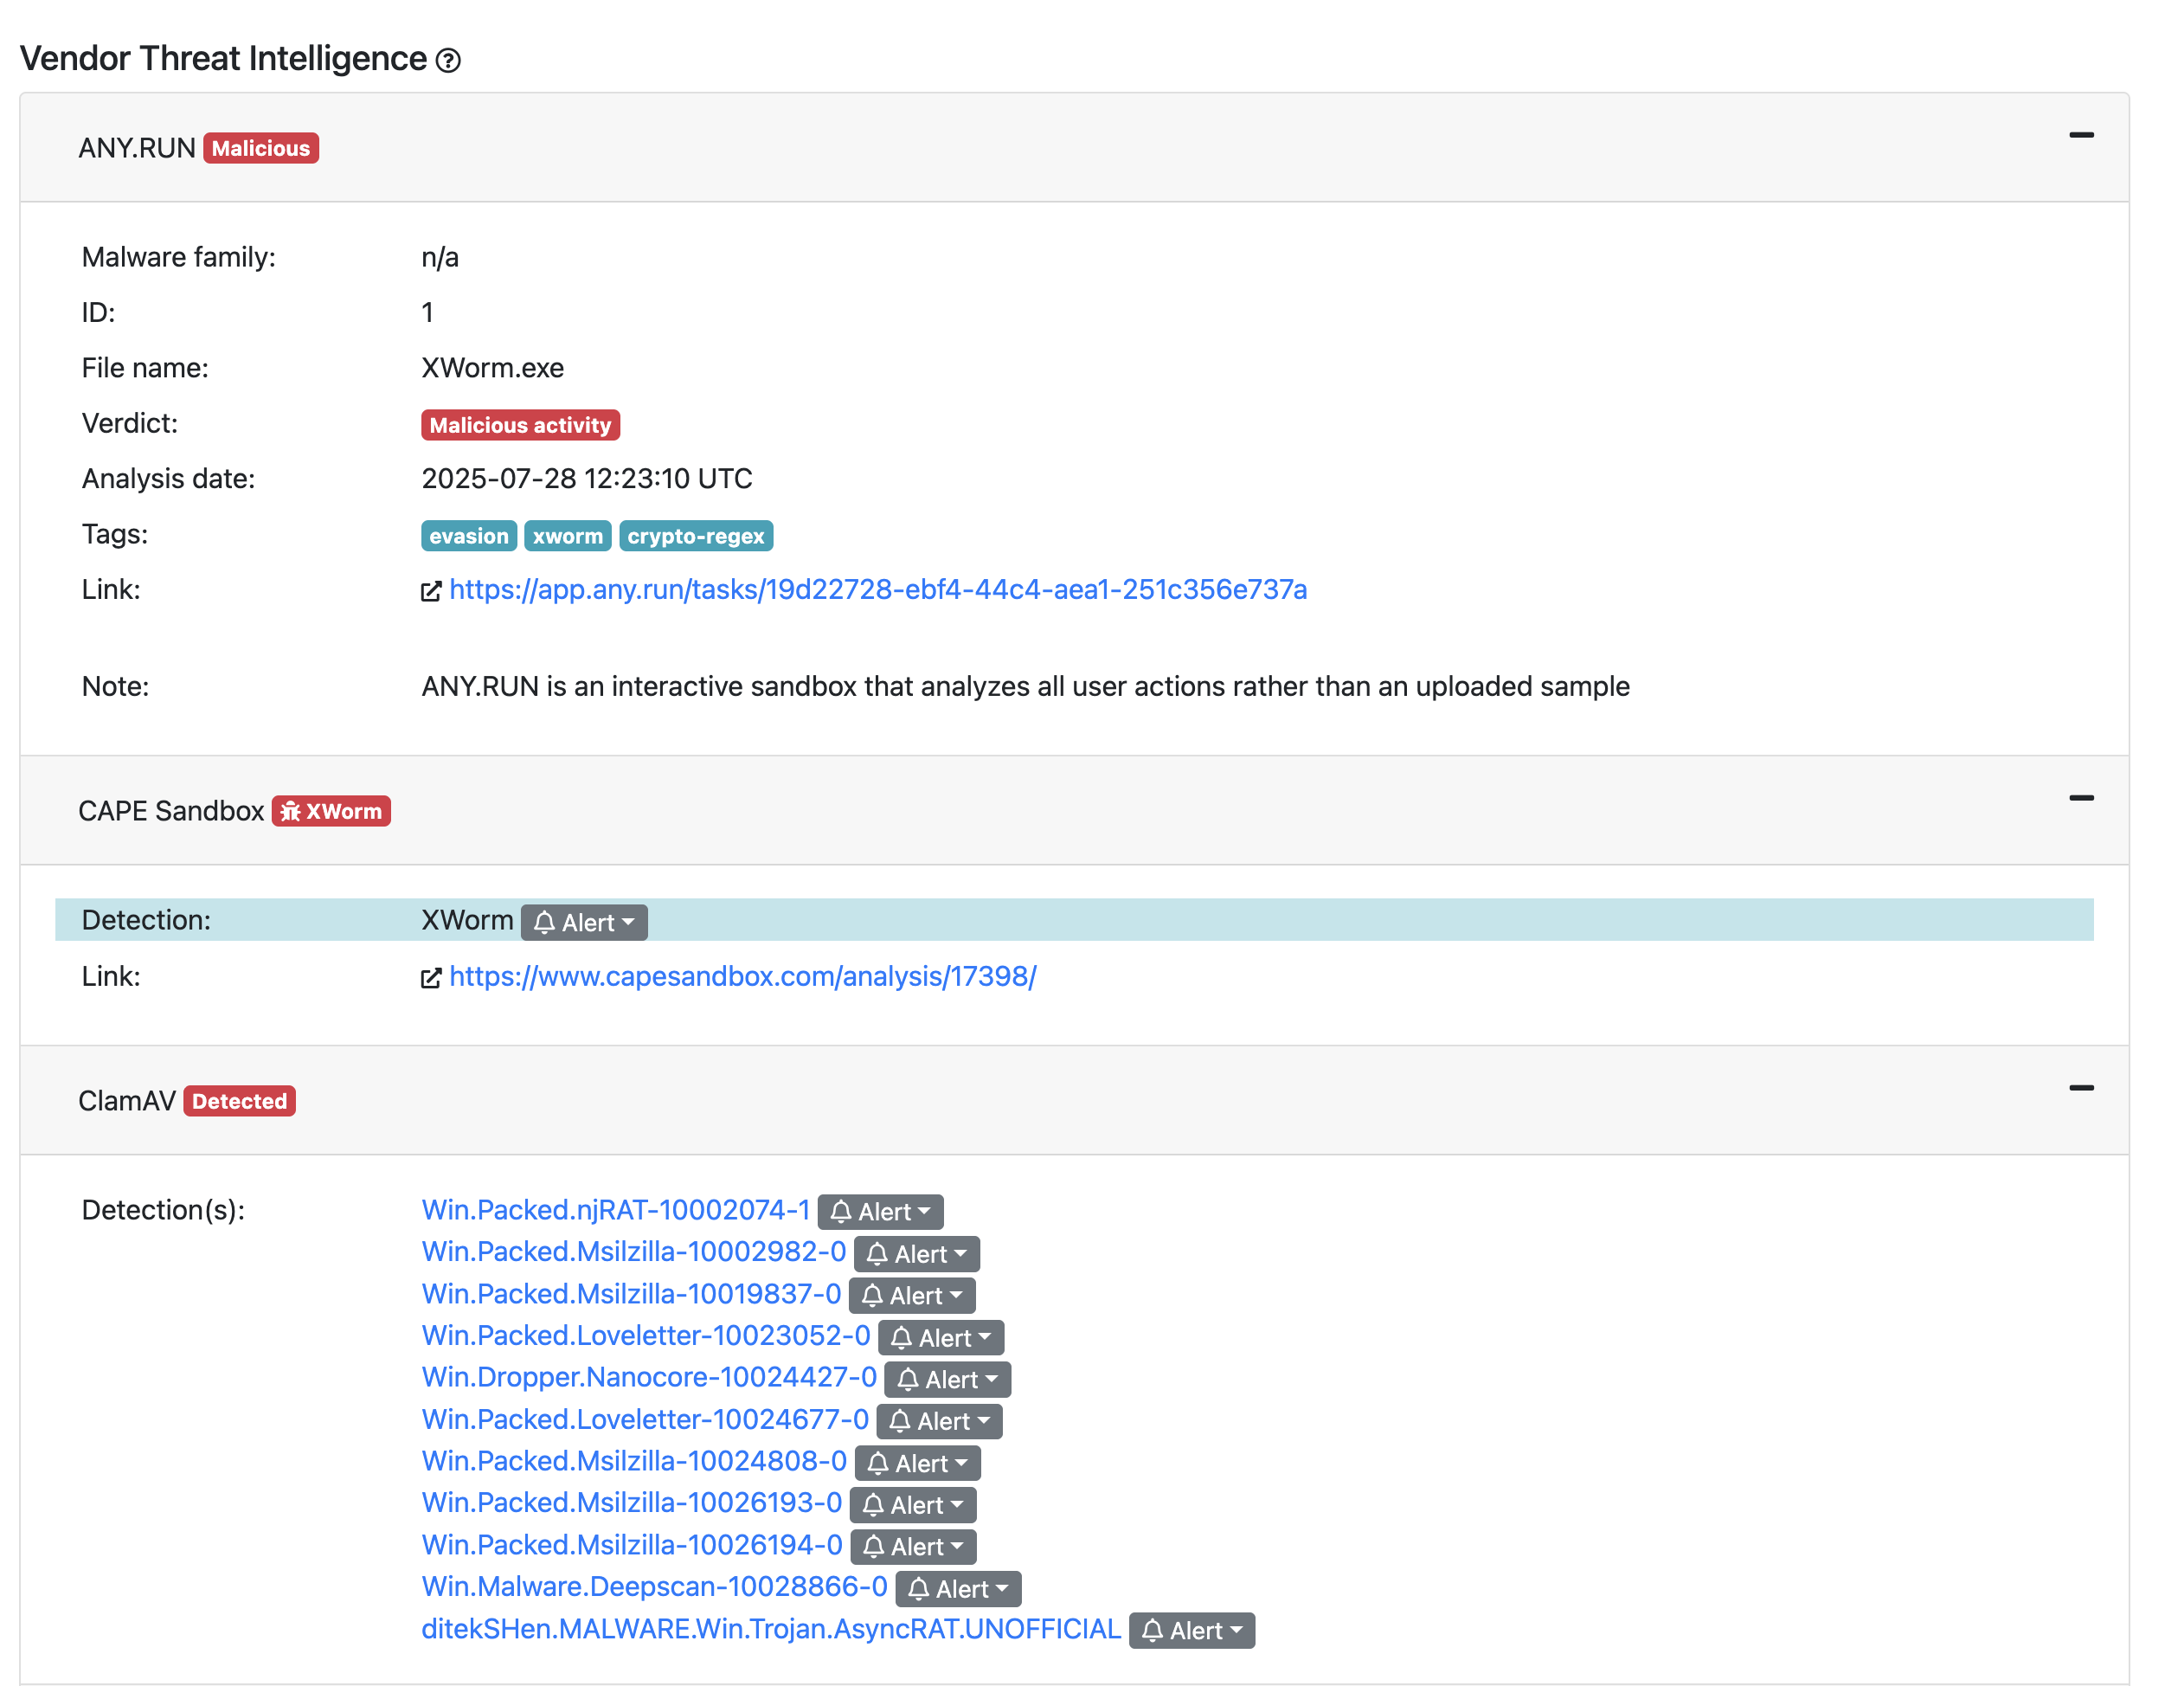 Vendor Threat Intelligence
ANY.RUN Malicious
Malware family: n/a
ID: 1
File name: XWorm.exe
Verdict: Malicious activity
Analysis date: 2025-07-28 12:23:10 UTC
Tags: evasion xworm crypto-regex
Link: https://app.any.run/tasks/19d22728-ebf4-44c4-aea1-251c356e737a
Note: ANY.RUN is an interactive sandbox that analyzes all user actions rather than an uploaded sample
CAPE Sandbox XWorm
Detection: XWorm Alert
Link: https://www.capesandbox.com/analysis/17398/
ClamAV Detected
Detection(s): Win.Packed.njRAT-10002074-1 Alert
Win.Packed.Msilzilla-10002982-0 Alert
Win.Packed.Msilzilla-10019837-0 Alert
Win.Packed.Loveletter-10023052-0 Alert
Win.Dropper.Nanocore-10024427-0 Alert
Win.Packed.Loveletter-10024677-0 Alert
Win.Packed.Msilzilla-10024808-0 Alert
Win.Packed.Msilzilla-10026193-0 Alert
Win.Packed.Msilzilla-10026194-0 Alert
Win.Malware.Deepscan-10028866-0 Alert
ditekSHen.MALWARE.Win.Trojan.AsyncRAT.UNOFFICIAL Alert